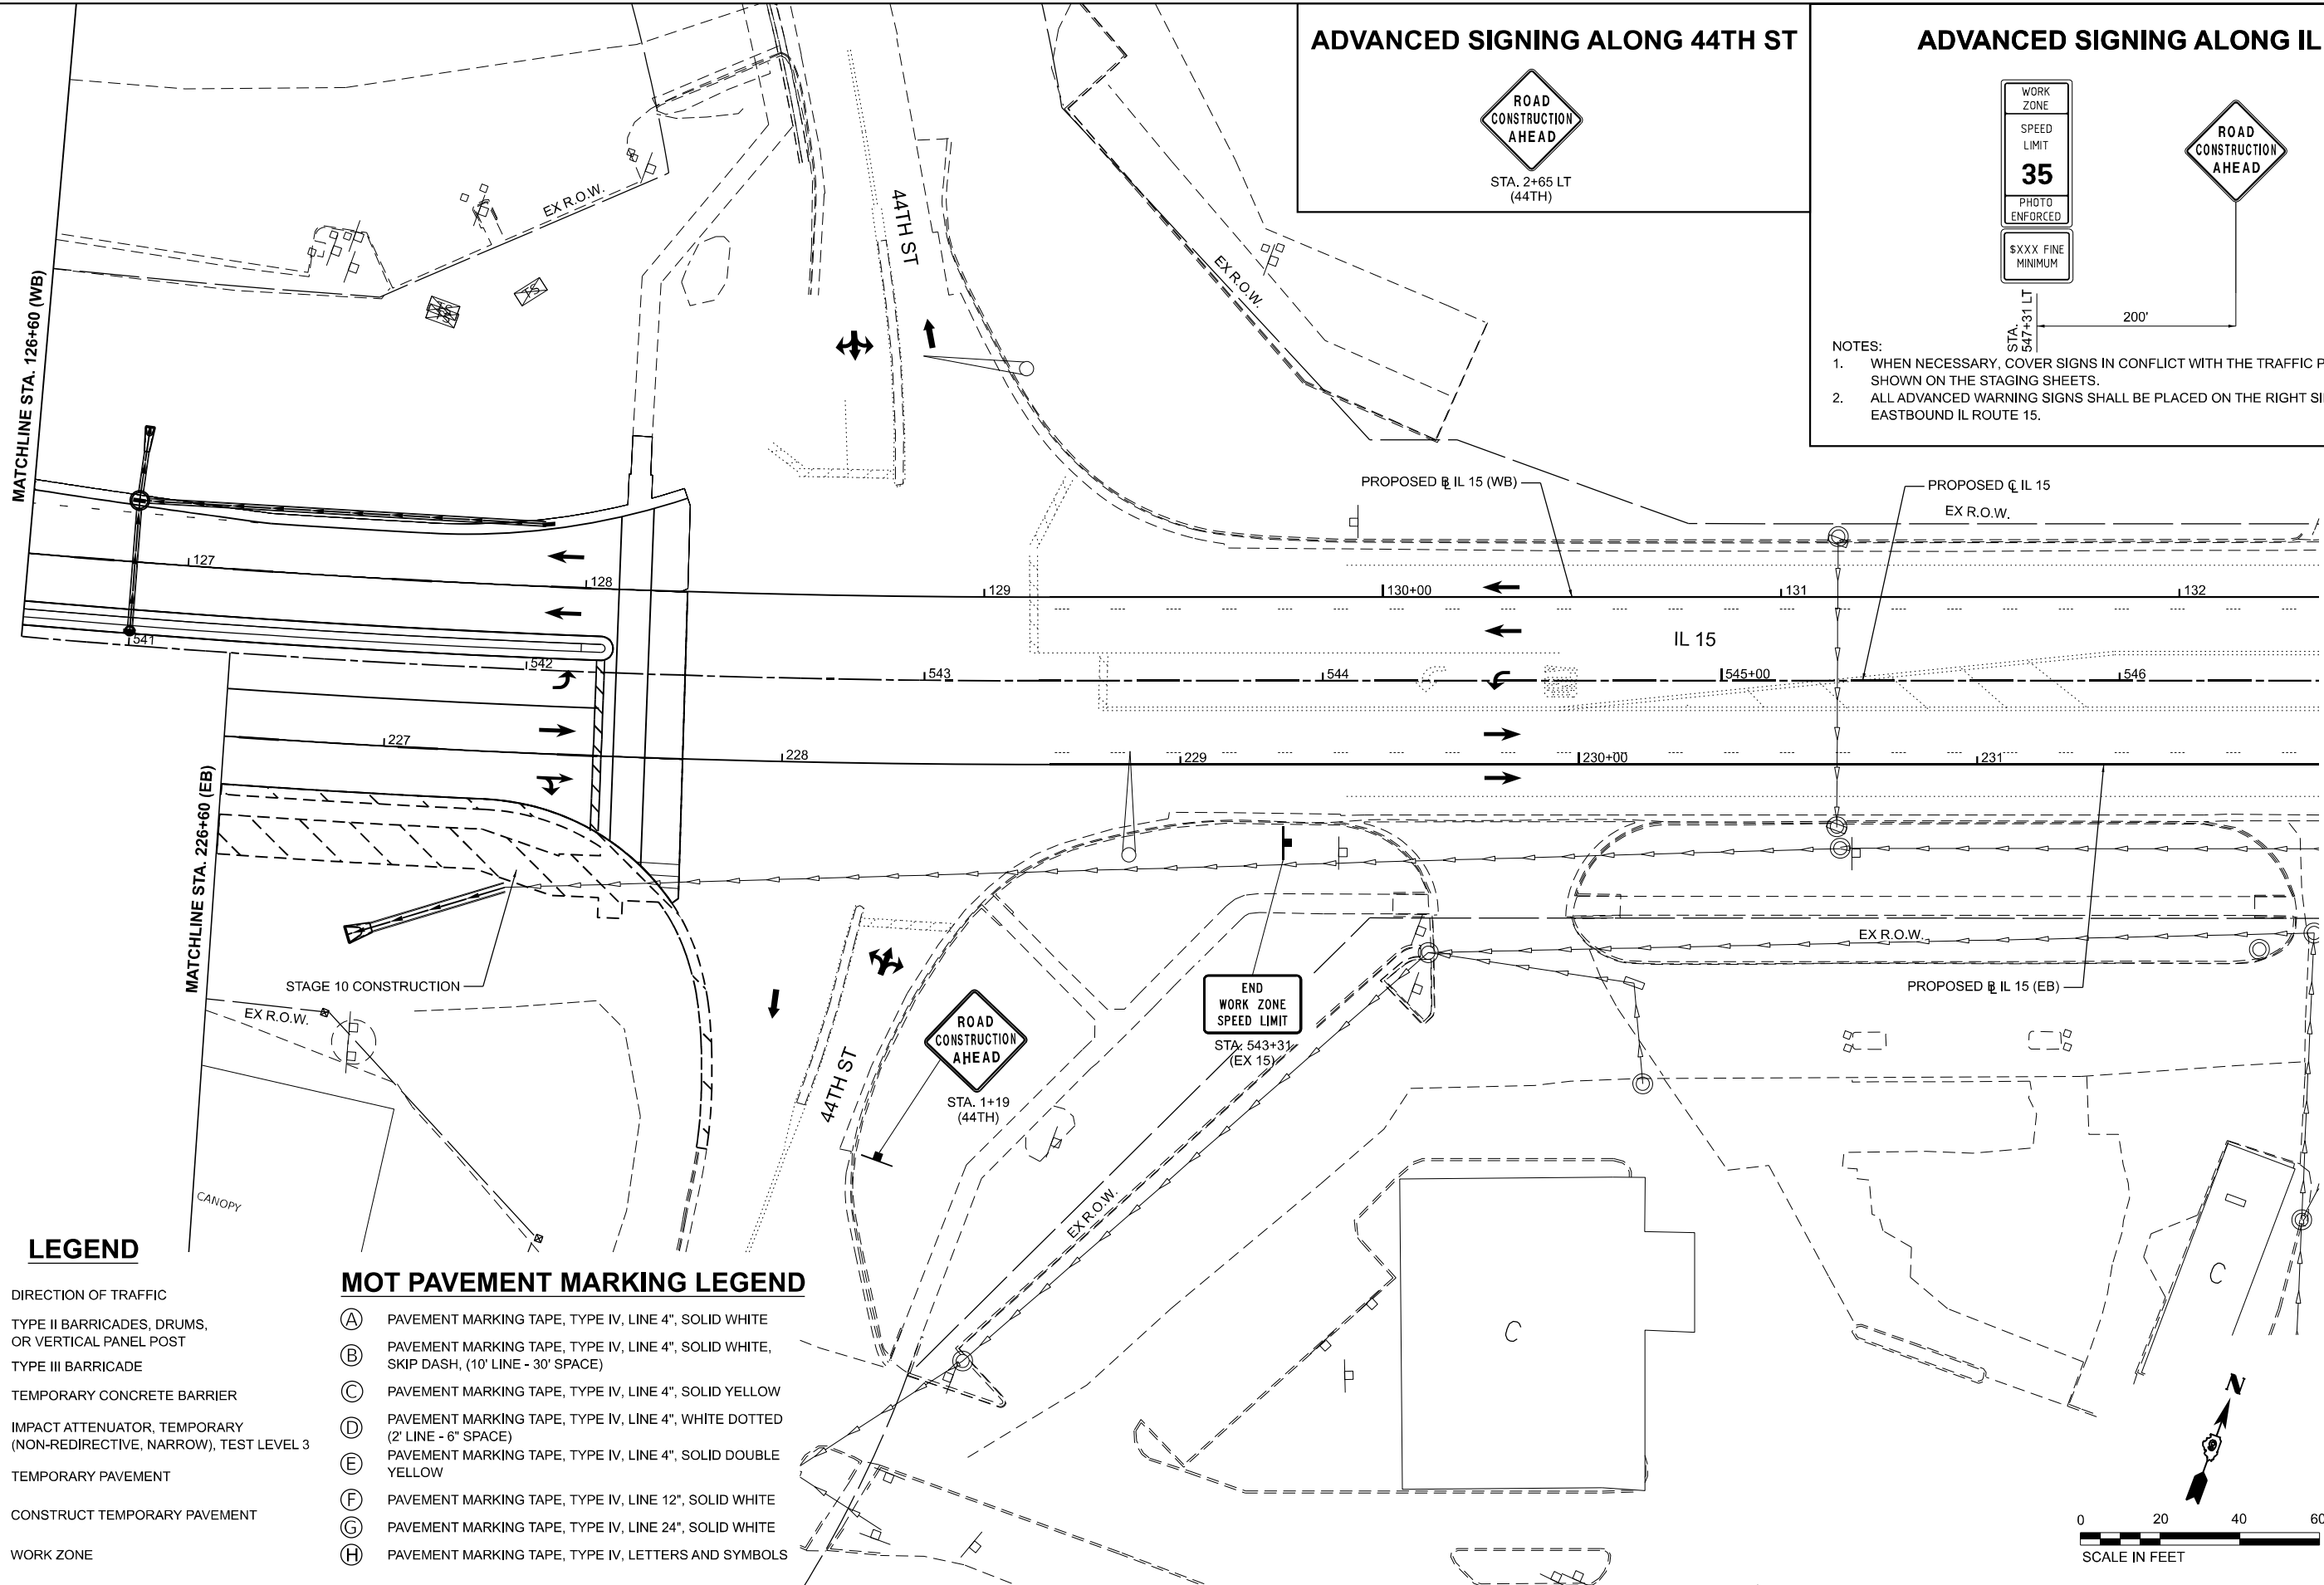 ADVANCED SIGNING ALONG 44TH ST
ROAD
CONSTRUCTION
AHEAD
STA. 2+65 LT
(44TH)
ADVANCED SIGNING ALONG IL
WORK
ZONE
SPEED
LIMIT
35
PHOTO
ENFORCED
$XXX FINE
MINIMUM
ROAD
CONSTRUCTION
AHEAD
STA.
547+31 LT
200'
NOTES:
1. WHEN NECESSARY, COVER SIGNS IN CONFLICT WITH THE TRAFFIC
SHOWN ON THE STAGING SHEETS.
2. ALL ADVANCED WARNING SIGNS SHALL BE PLACED ON THE RIGHT
EASTBOUND IL ROUTE 15.
MATCHLINE STA. 126+60 (WB)
EX R.O.W.
44TH ST
EX R.O.W.
PROPOSED ⅊ IL 15 (WB)
PROPOSED ℄ IL 15
EX R.O.W.
127
128
129
130+00
131
132
IL 15
541
542
543
544
545+00
546
227
228
229
230+00
231
MATCHLINE STA. 226+60 (EB)
STAGE 10 CONSTRUCTION
EX R.O.W.
44TH ST
ROAD
CONSTRUCTION
AHEAD
STA. 1+19
(44TH)
END
WORK ZONE
SPEED LIMIT
STA. 543+31
(EX 15)
EX R.O.W.
PROPOSED ⅊ IL 15 (EB)
EX R.O.W.
CANOPY
C
C
LEGEND
DIRECTION OF TRAFFIC
TYPE II BARRICADES, DRUMS,
OR VERTICAL PANEL POST
TYPE III BARRICADE
TEMPORARY CONCRETE BARRIER
IMPACT ATTENUATOR, TEMPORARY
(NON-REDIRECTIVE, NARROW), TEST LEVEL 3
TEMPORARY PAVEMENT
CONSTRUCT TEMPORARY PAVEMENT
WORK ZONE
MOT PAVEMENT MARKING LEGEND
A PAVEMENT MARKING TAPE, TYPE IV, LINE 4", SOLID WHITE
B PAVEMENT MARKING TAPE, TYPE IV, LINE 4", SOLID WHITE,
SKIP DASH, (10' LINE - 30' SPACE)
C PAVEMENT MARKING TAPE, TYPE IV, LINE 4", SOLID YELLOW
D PAVEMENT MARKING TAPE, TYPE IV, LINE 4", WHITE DOTTED
(2' LINE - 6" SPACE)
E PAVEMENT MARKING TAPE, TYPE IV, LINE 4", SOLID DOUBLE
YELLOW
F PAVEMENT MARKING TAPE, TYPE IV, LINE 12", SOLID WHITE
G PAVEMENT MARKING TAPE, TYPE IV, LINE 24", SOLID WHITE
H PAVEMENT MARKING TAPE, TYPE IV, LETTERS AND SYMBOLS
N
0 20 40 60
SCALE IN FEET